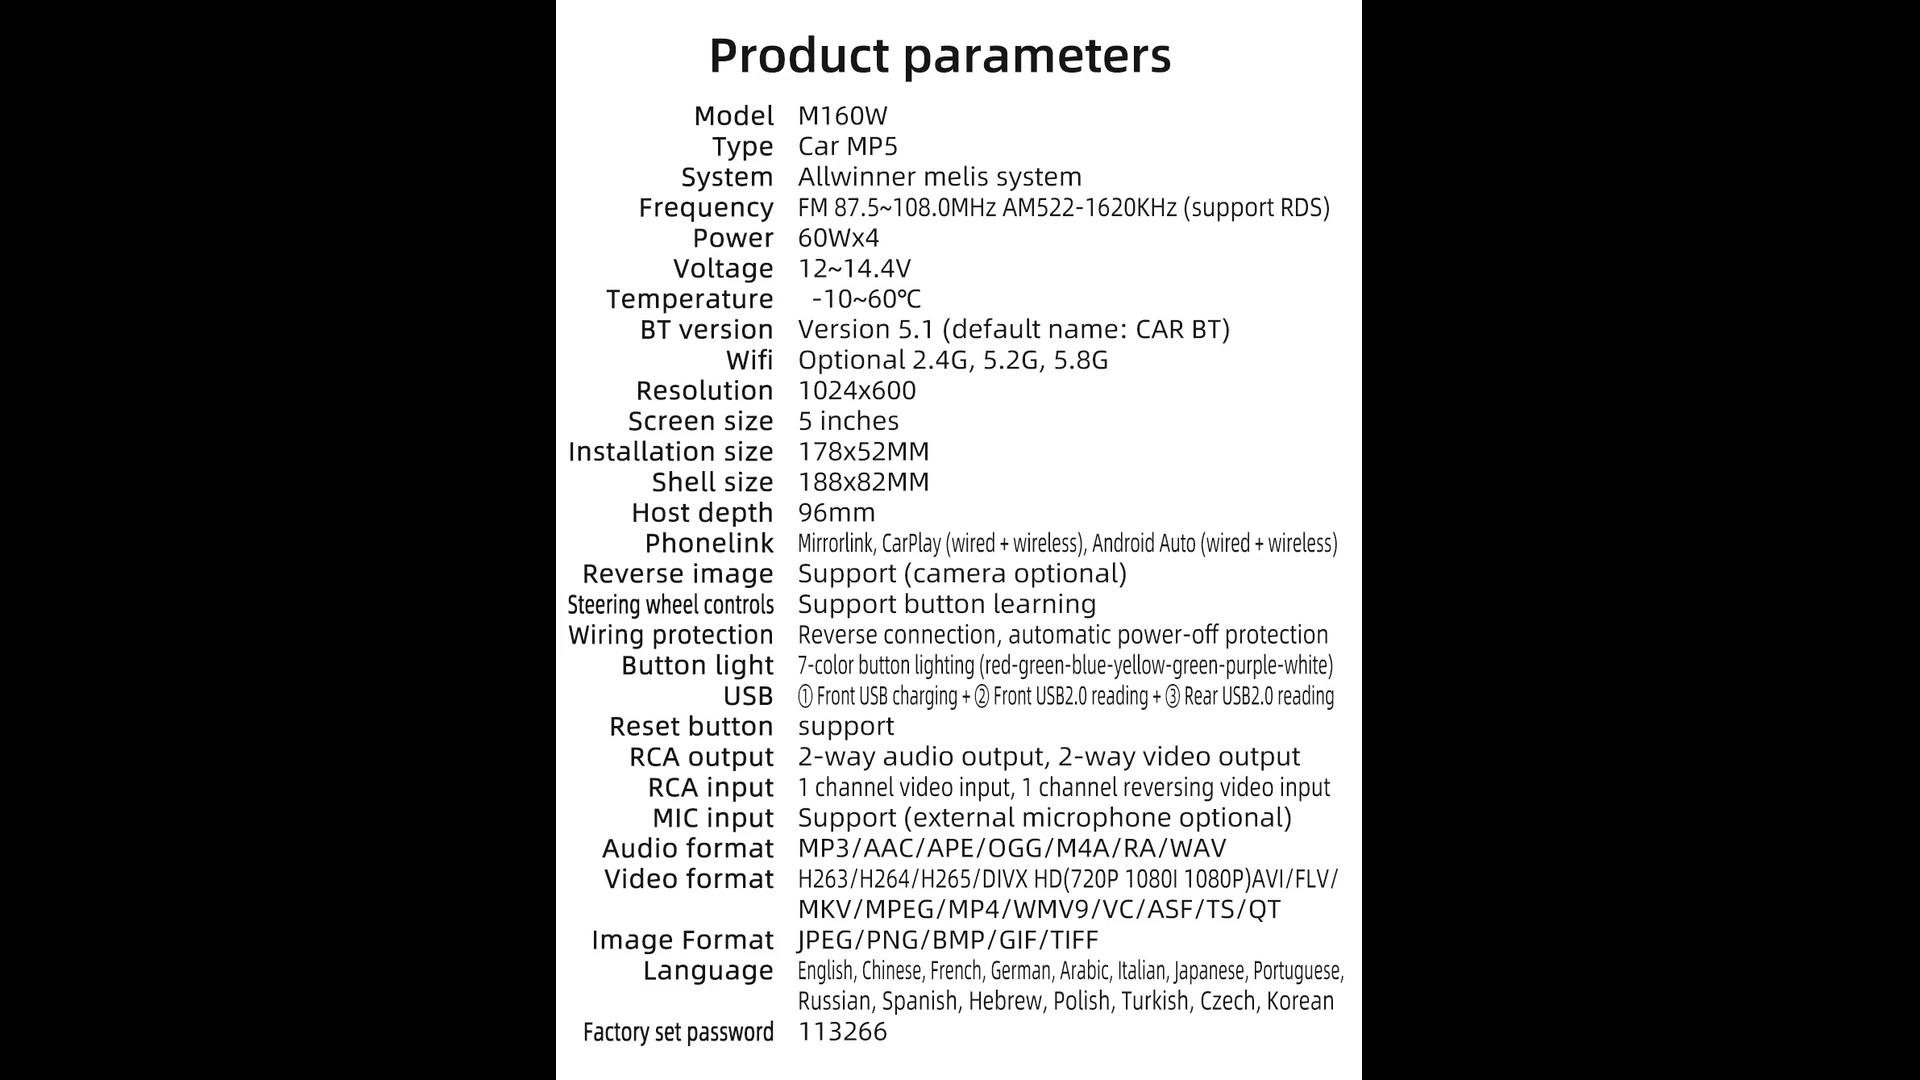 Product parameters
Model M160W
Type Car MP5
System Allwinner melis system
Frequency FM 87.5~108.0MHz AM522-1620KHz (support RDS)
Power 60Wx4
Voltage 12~14.4V
Temperature -10~60℃
BT version Version 5.1 (default name: CAR BT)
Wifi Optional 2.4G, 5.2G, 5.8G
Resolution 1024x600
Screen size 5 inches
Installation size 178x52MM
Shell size 188x82MM
Host depth 96mm
Phonelink Mirrorlink, CarPlay (wired + wireless), Android Auto (wired + wireless)
Reverse image Support (camera optional)
Steering wheel controls Support button learning
Wiring protection Reverse connection, automatic power-off protection
Button light 7-color button lighting (red-green-blue-yellow-green-purple-white)
USB ① Front USB charging + ② Front USB2.0 reading + ③ Rear USB2.0 reading
Reset button support
RCA output 2-way audio output, 2-way video output
RCA input 1 channel video input, 1 channel reversing video input
MIC input Support (external microphone optional)
Audio format MP3/AAC/APE/OGG/M4A/RA/WAV
Video format H263/H264/H265/DIVX HD(720P 1080I 1080P)AVI/FLV/
MKV/MPEG/MP4/WMV9/VC/ASF/TS/QT
Image Format JPEG/PNG/BMP/GIF/TIFF
Language English, Chinese, French, German, Arabic, Italian, Japanese, Portuguese,
Russian, Spanish, Hebrew, Polish, Turkish, Czech, Korean
Factory set password 113266